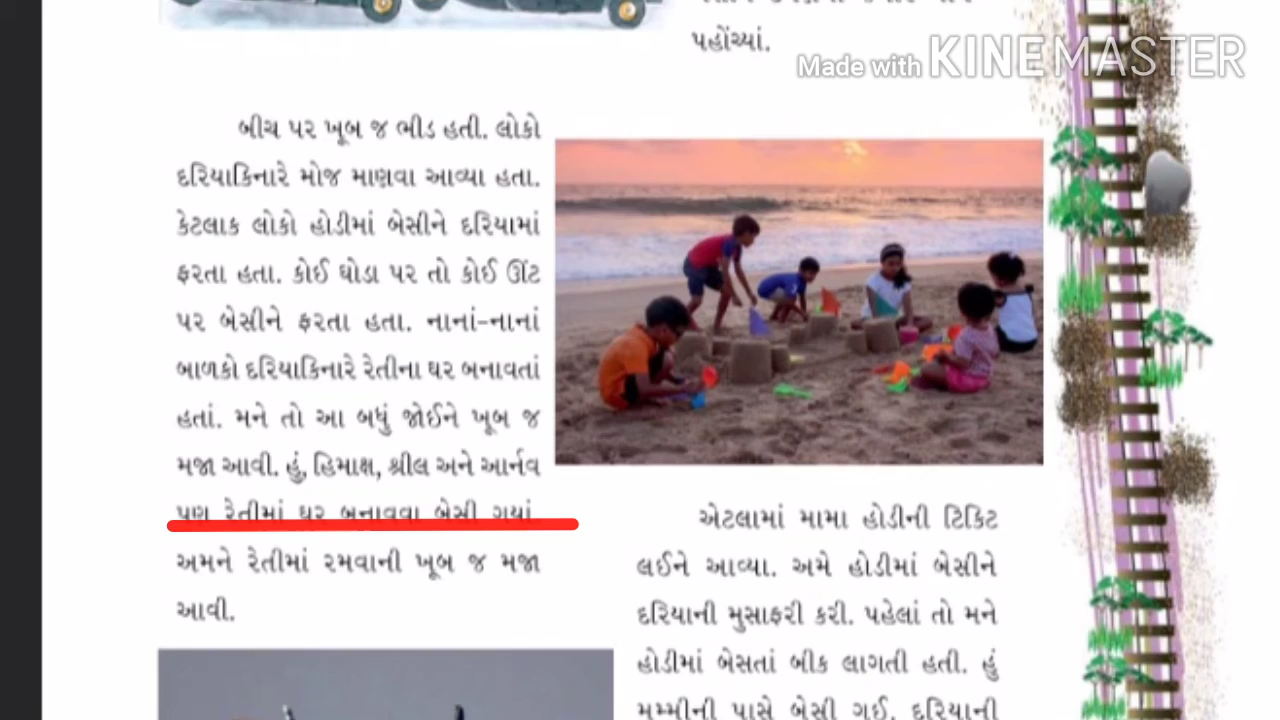 પહોંચ્યાં.
Made with KINEMASTER
બીચ પર ખૂબ જ ભીડ હતી. લોકો
દરિયાકિનારે મોજ માણવા આવ્યા હતા.
કેટલાક લોકો હોડીમાં બેસીને દરિયામાં
ફરતા હતા. કોઈ ઘોડા પર તો કોઈ ઊંટ
પર બેસીને ફરતા હતા. નાનાં-નાનાં
બાળકો દરિયાકિનારે રેતીના ઘર બનાવતાં
હતાં. મને તો આ બધું જોઈને ખૂબ જ
મજા આવી. હું, હિમાક્ષ, શ્રીલ અને આર્નવ
પણ રેતીમાં ઘર બનાવવા બેસી ગયાં
અમને રેતીમાં રમવાની ખૂબ જ મજા
આવી.
એટલામાં મામા હોડીની ટિકિટ
લઈને આવ્યા. અમે હોડીમાં બેસીને
દરિયાની મુસાફરી કરી. પહેલાં તો મને
હોડીમાં બેસતાં બીક લાગતી હતી. હું
મમ્મીની પાસે બેસી ગઈ. દરિયાની